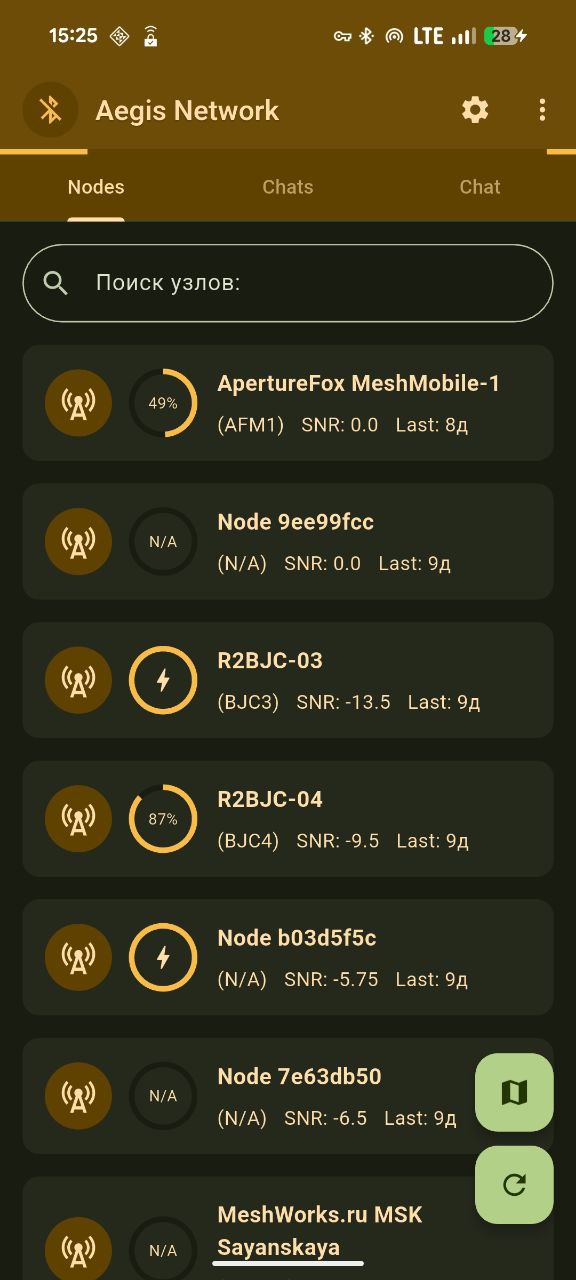 15:25
LTE
28
Aegis Network
Nodes Chats Chat
Поиск узлов:
49%
ApertureFox MeshMobile-1
(AFM1) SNR: 0.0 Last: 8д
N/A
Node 9ee99fcc
(N/A) SNR: 0.0 Last: 9д
R2BJC-03
(BJC3) SNR: -13.5 Last: 9д
87%
R2BJC-04
(BJC4) SNR: -9.5 Last: 9д
Node b03d5f5c
(N/A) SNR: -5.75 Last: 9д
N/A
Node 7e63db50
(N/A) SNR: -6.5 Last: 9д
N/A
MeshWorks.ru MSK
Sayanskaya